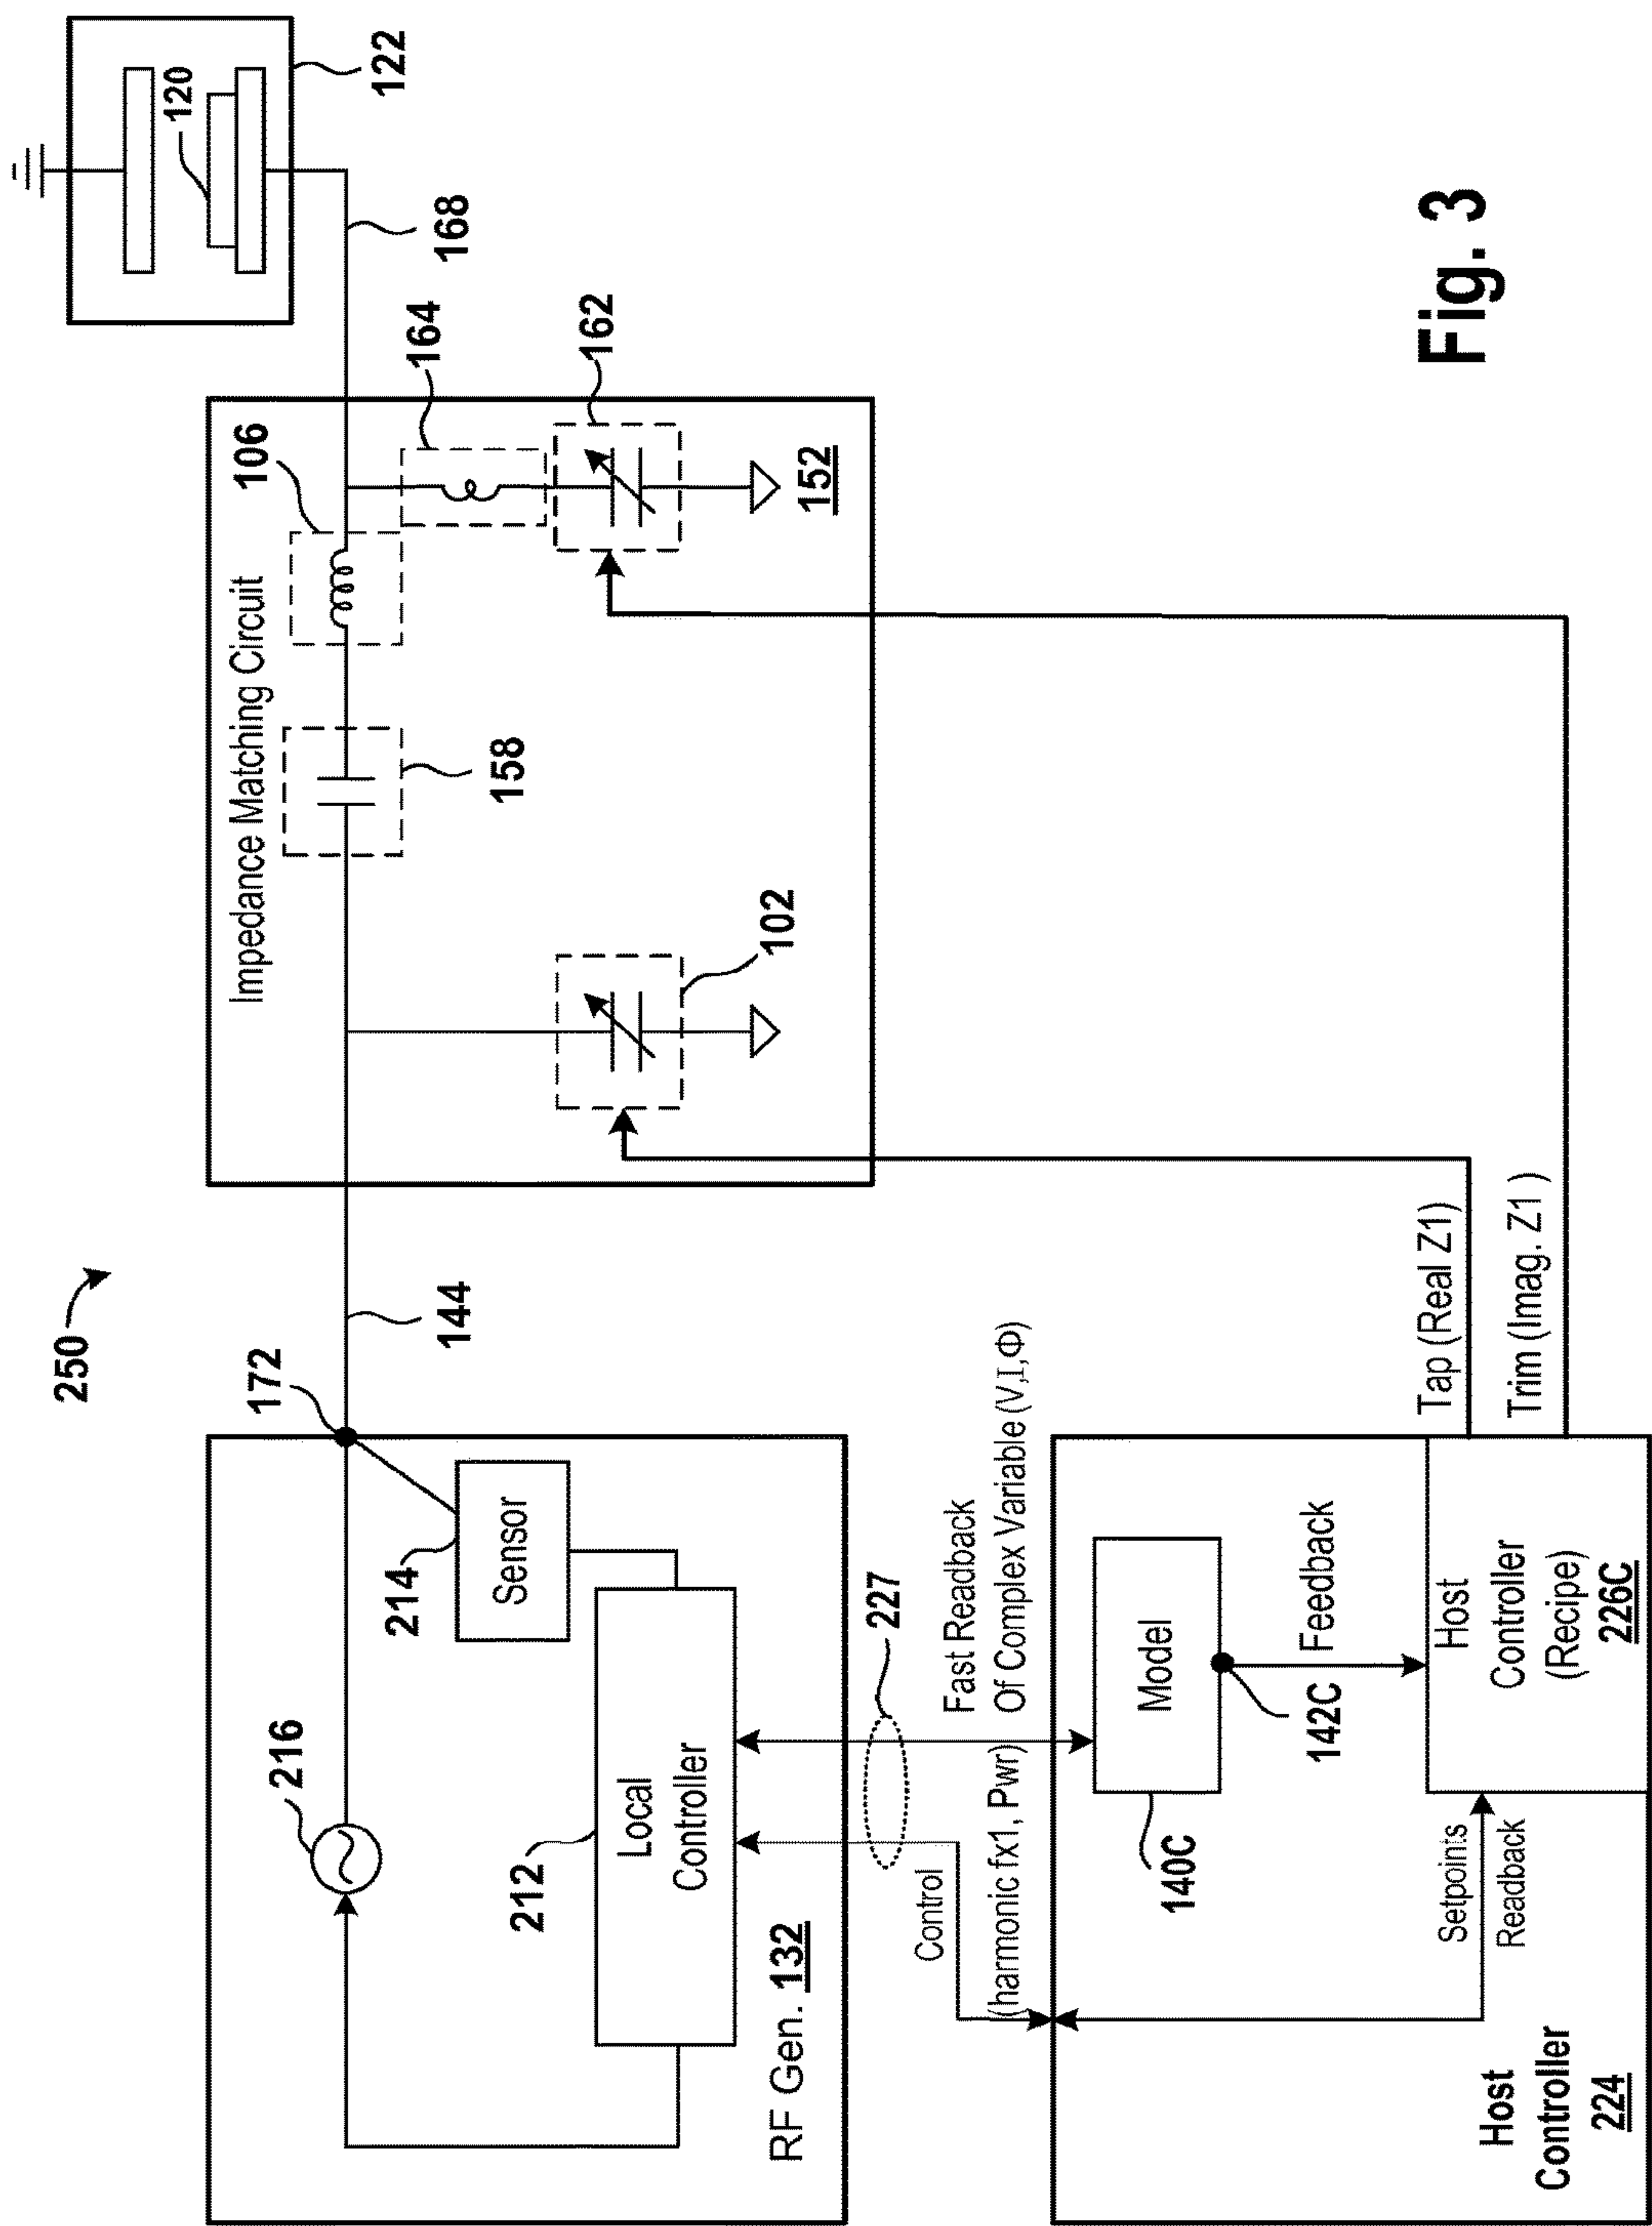 250
RF Gen. 132
216
172
214
Sensor
212
Local
Controller
144
Impedance Matching Circuit
158
106
164
162
102
152
168
120
122
227
Control
(harmonic fx1, Pwr)
Fast Readback
Of Complex Variable (V,I,Φ)
Model
140C
142C
Feedback
Host
Controller
(Recipe)
226C
Setpoints
Readback
Host
Controller
224
Tap (Real Z1)
Trim (Imag. Z1 )
Fig. 3